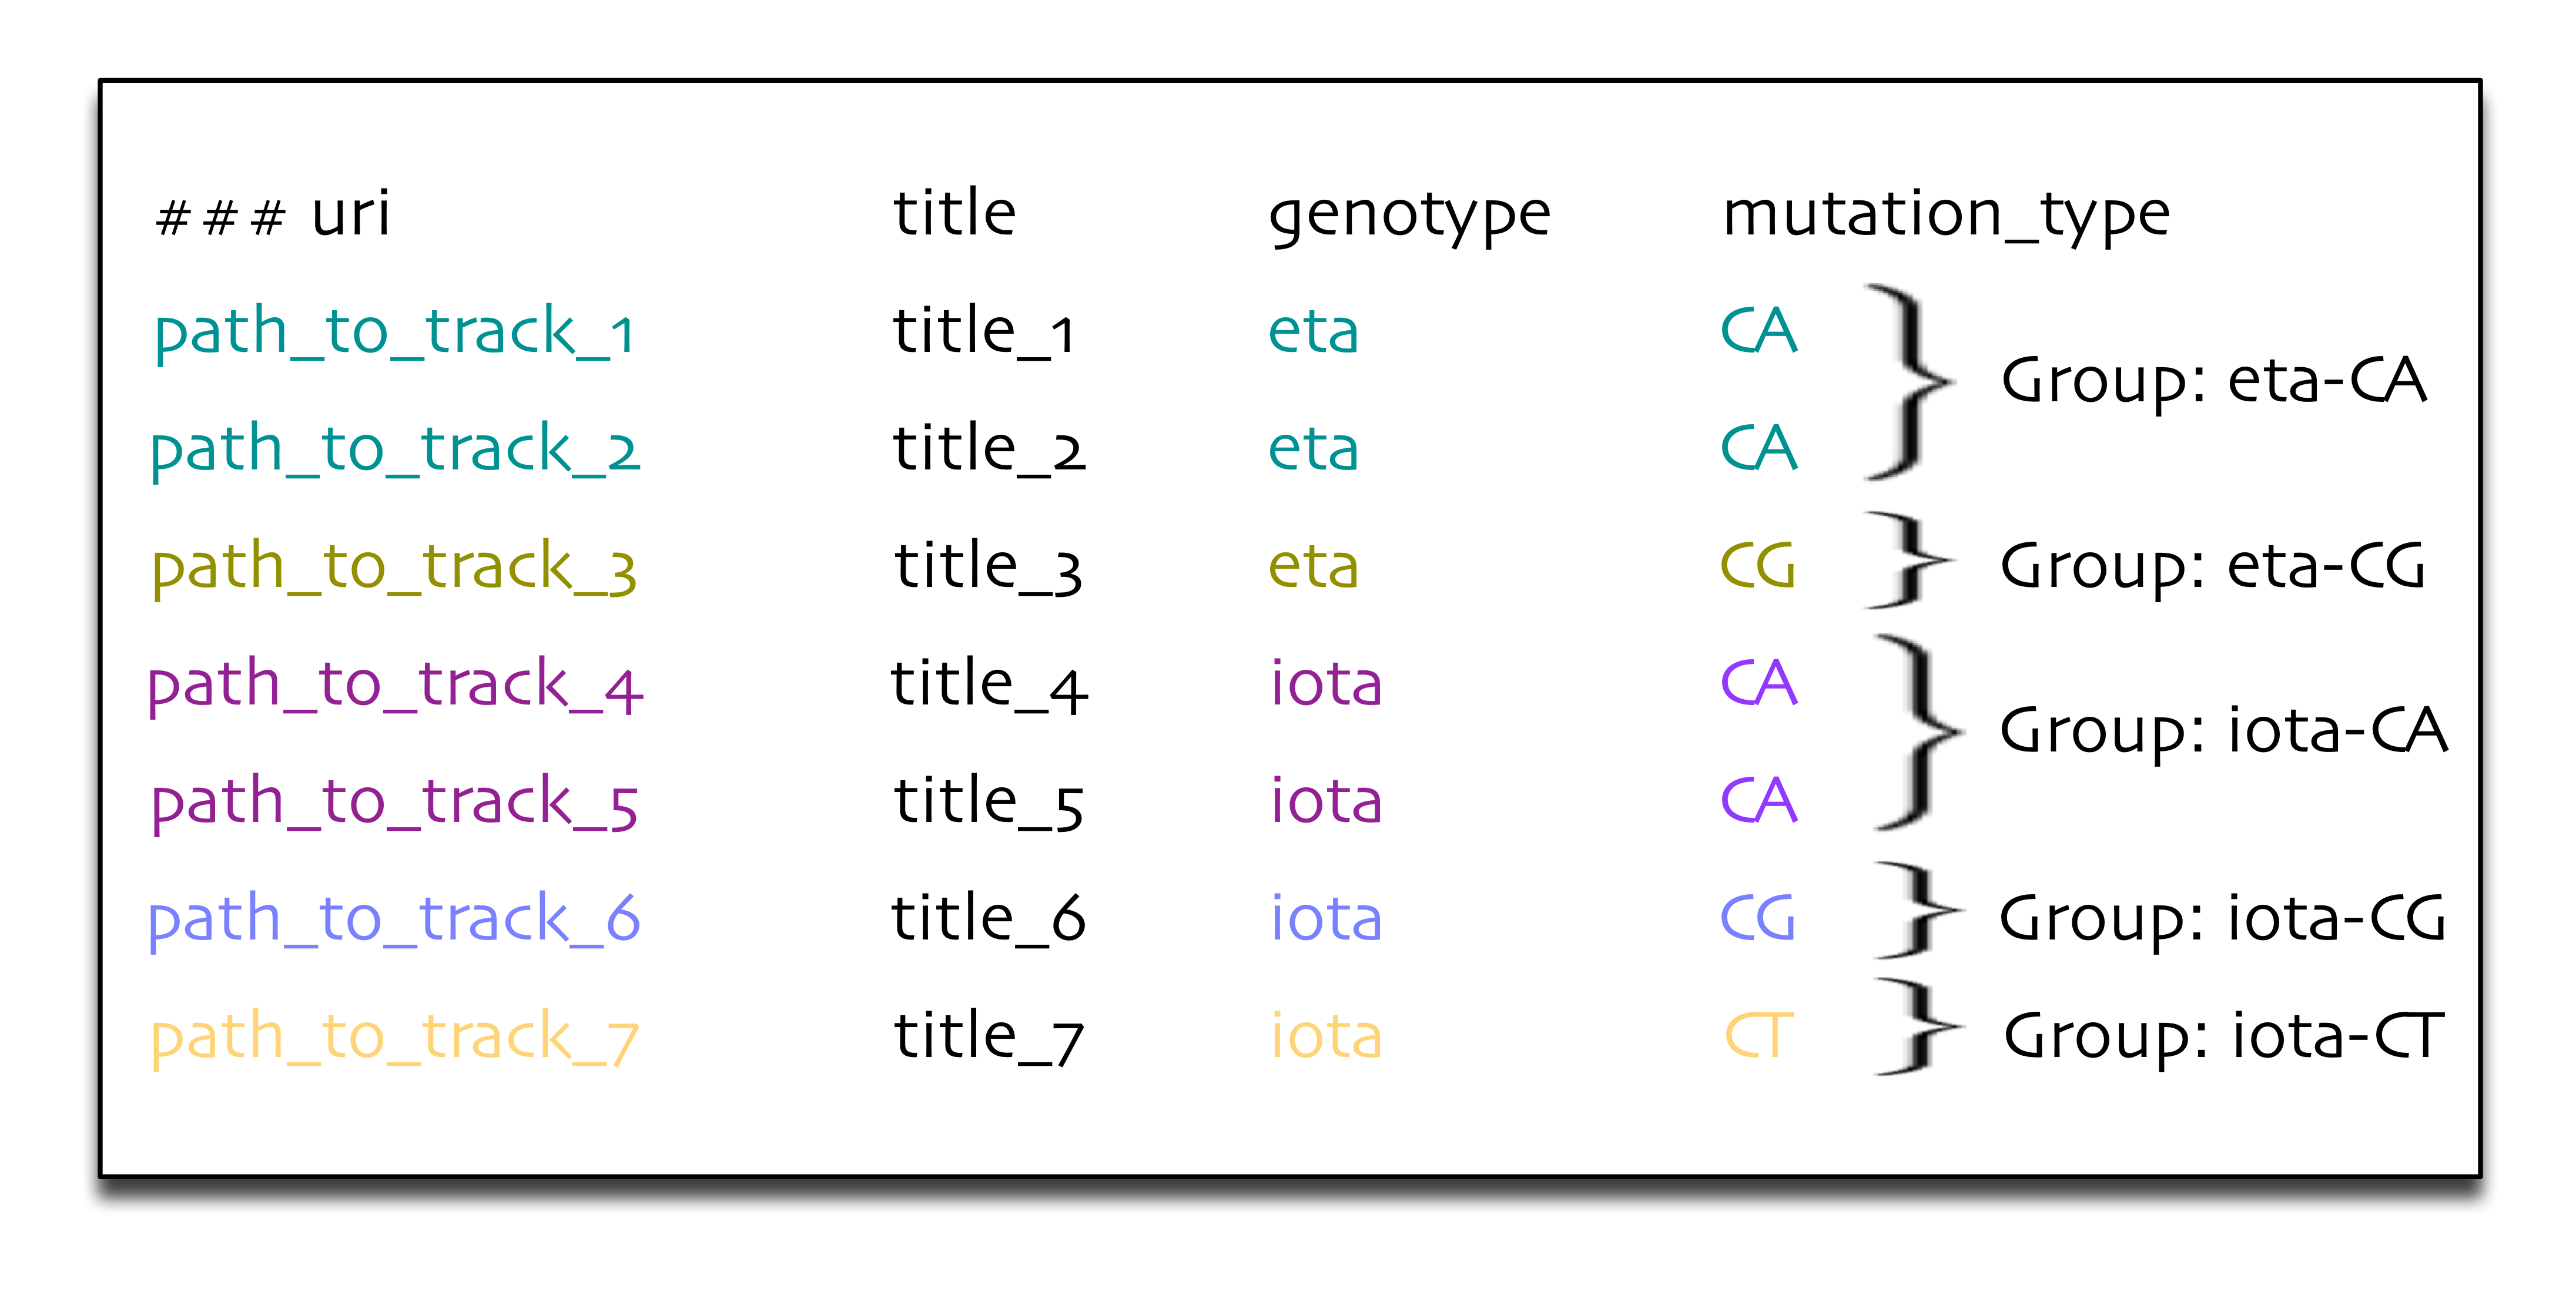 ### uri title genotype mutation_type
path_to_track_1 title_1 eta CA
Group: eta-CA
path_to_track_2 title_2 eta CA
path_to_track_3 title_3 eta CG Group: eta-CG
path_to_track_4 title_4 iota CA
Group: iota-CA
path_to_track_5 title_5 iota CA
path_to_track_6 title_6 iota CG Group: iota-CG
path_to_track_7 title_7 iota CT Group: iota-CT